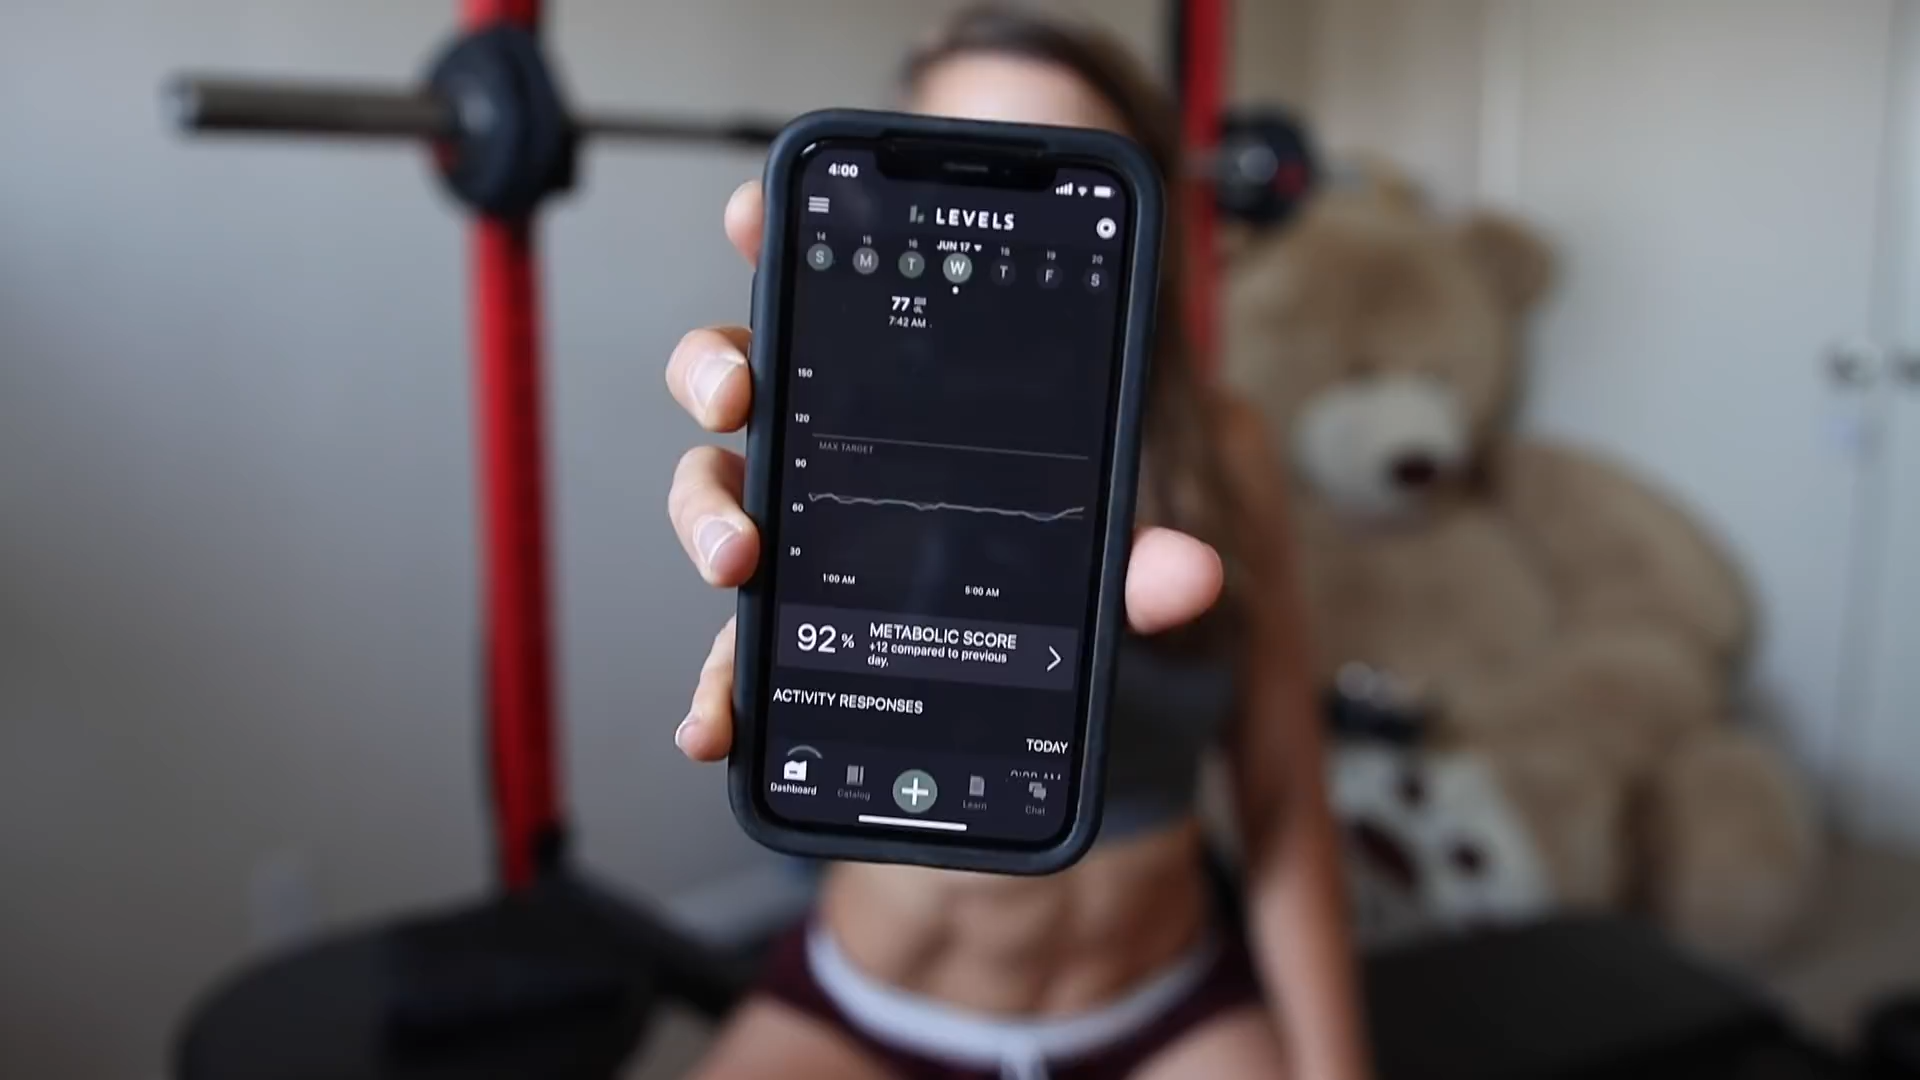 4:00
LEVELS
14 15 16 JUN 17 18 19 20
S M T W T F S
77
7:42 AM
150
120
MAX TARGET
90
60
30
1:00 AM
5:00 AM
92 %
METABOLIC SCORE
+12 compared to previous
day.
ACTIVITY RESPONSES
TODAY
Dashboard
Catalog
Learn
Chat